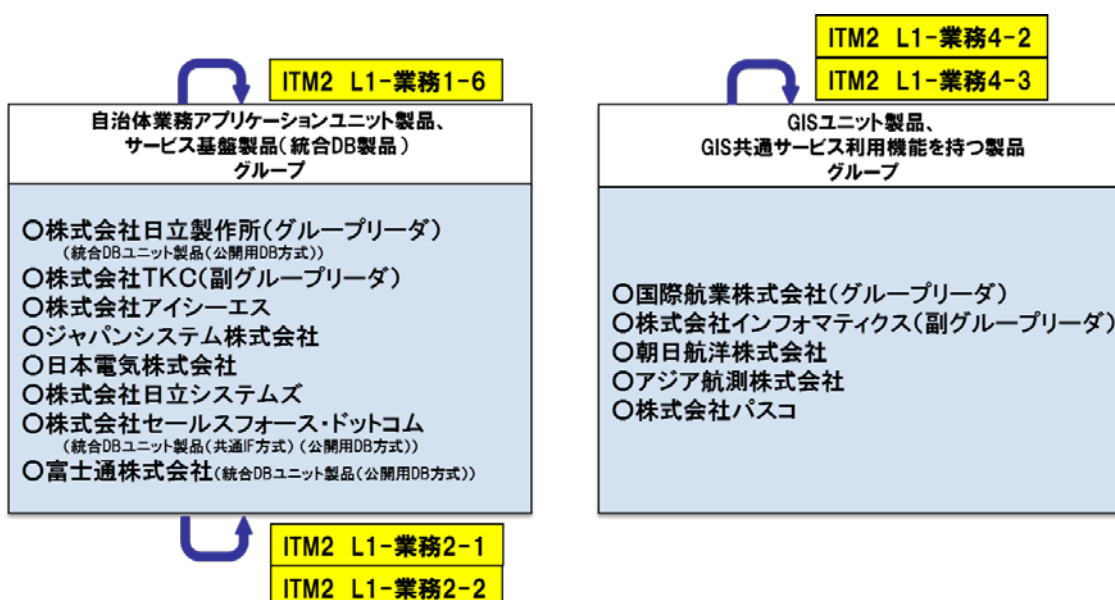 ITM2 L1-業務1-6
自治体業務アプリケーションユニット製品、
サービス基盤製品(統合DB製品)
グループ
○株式会社日立製作所(グループリーダ)
(統合DBユニット製品(公開用DB方式))
○株式会社TKC(副グループリーダ)
○株式会社アイシーエス
○ジャパンシステム株式会社
○日本電気株式会社
○株式会社日立システムズ
○株式会社セールスフォース・ドットコム
(統合DBユニット製品(共通IF方式)(公開用DB方式))
○富士通株式会社(統合DBユニット製品(公開用DB方式))
ITM2 L1-業務2-1
ITM2 L1-業務2-2
ITM2 L1-業務4-2
ITM2 L1-業務4-3
GISユニット製品、
GIS共通サービス利用機能を持つ製品
グループ
○国際航業株式会社(グループリーダ)
○株式会社インフォマティクス(副グループリーダ)
○朝日航洋株式会社
○アジア航測株式会社
○株式会社パスコ